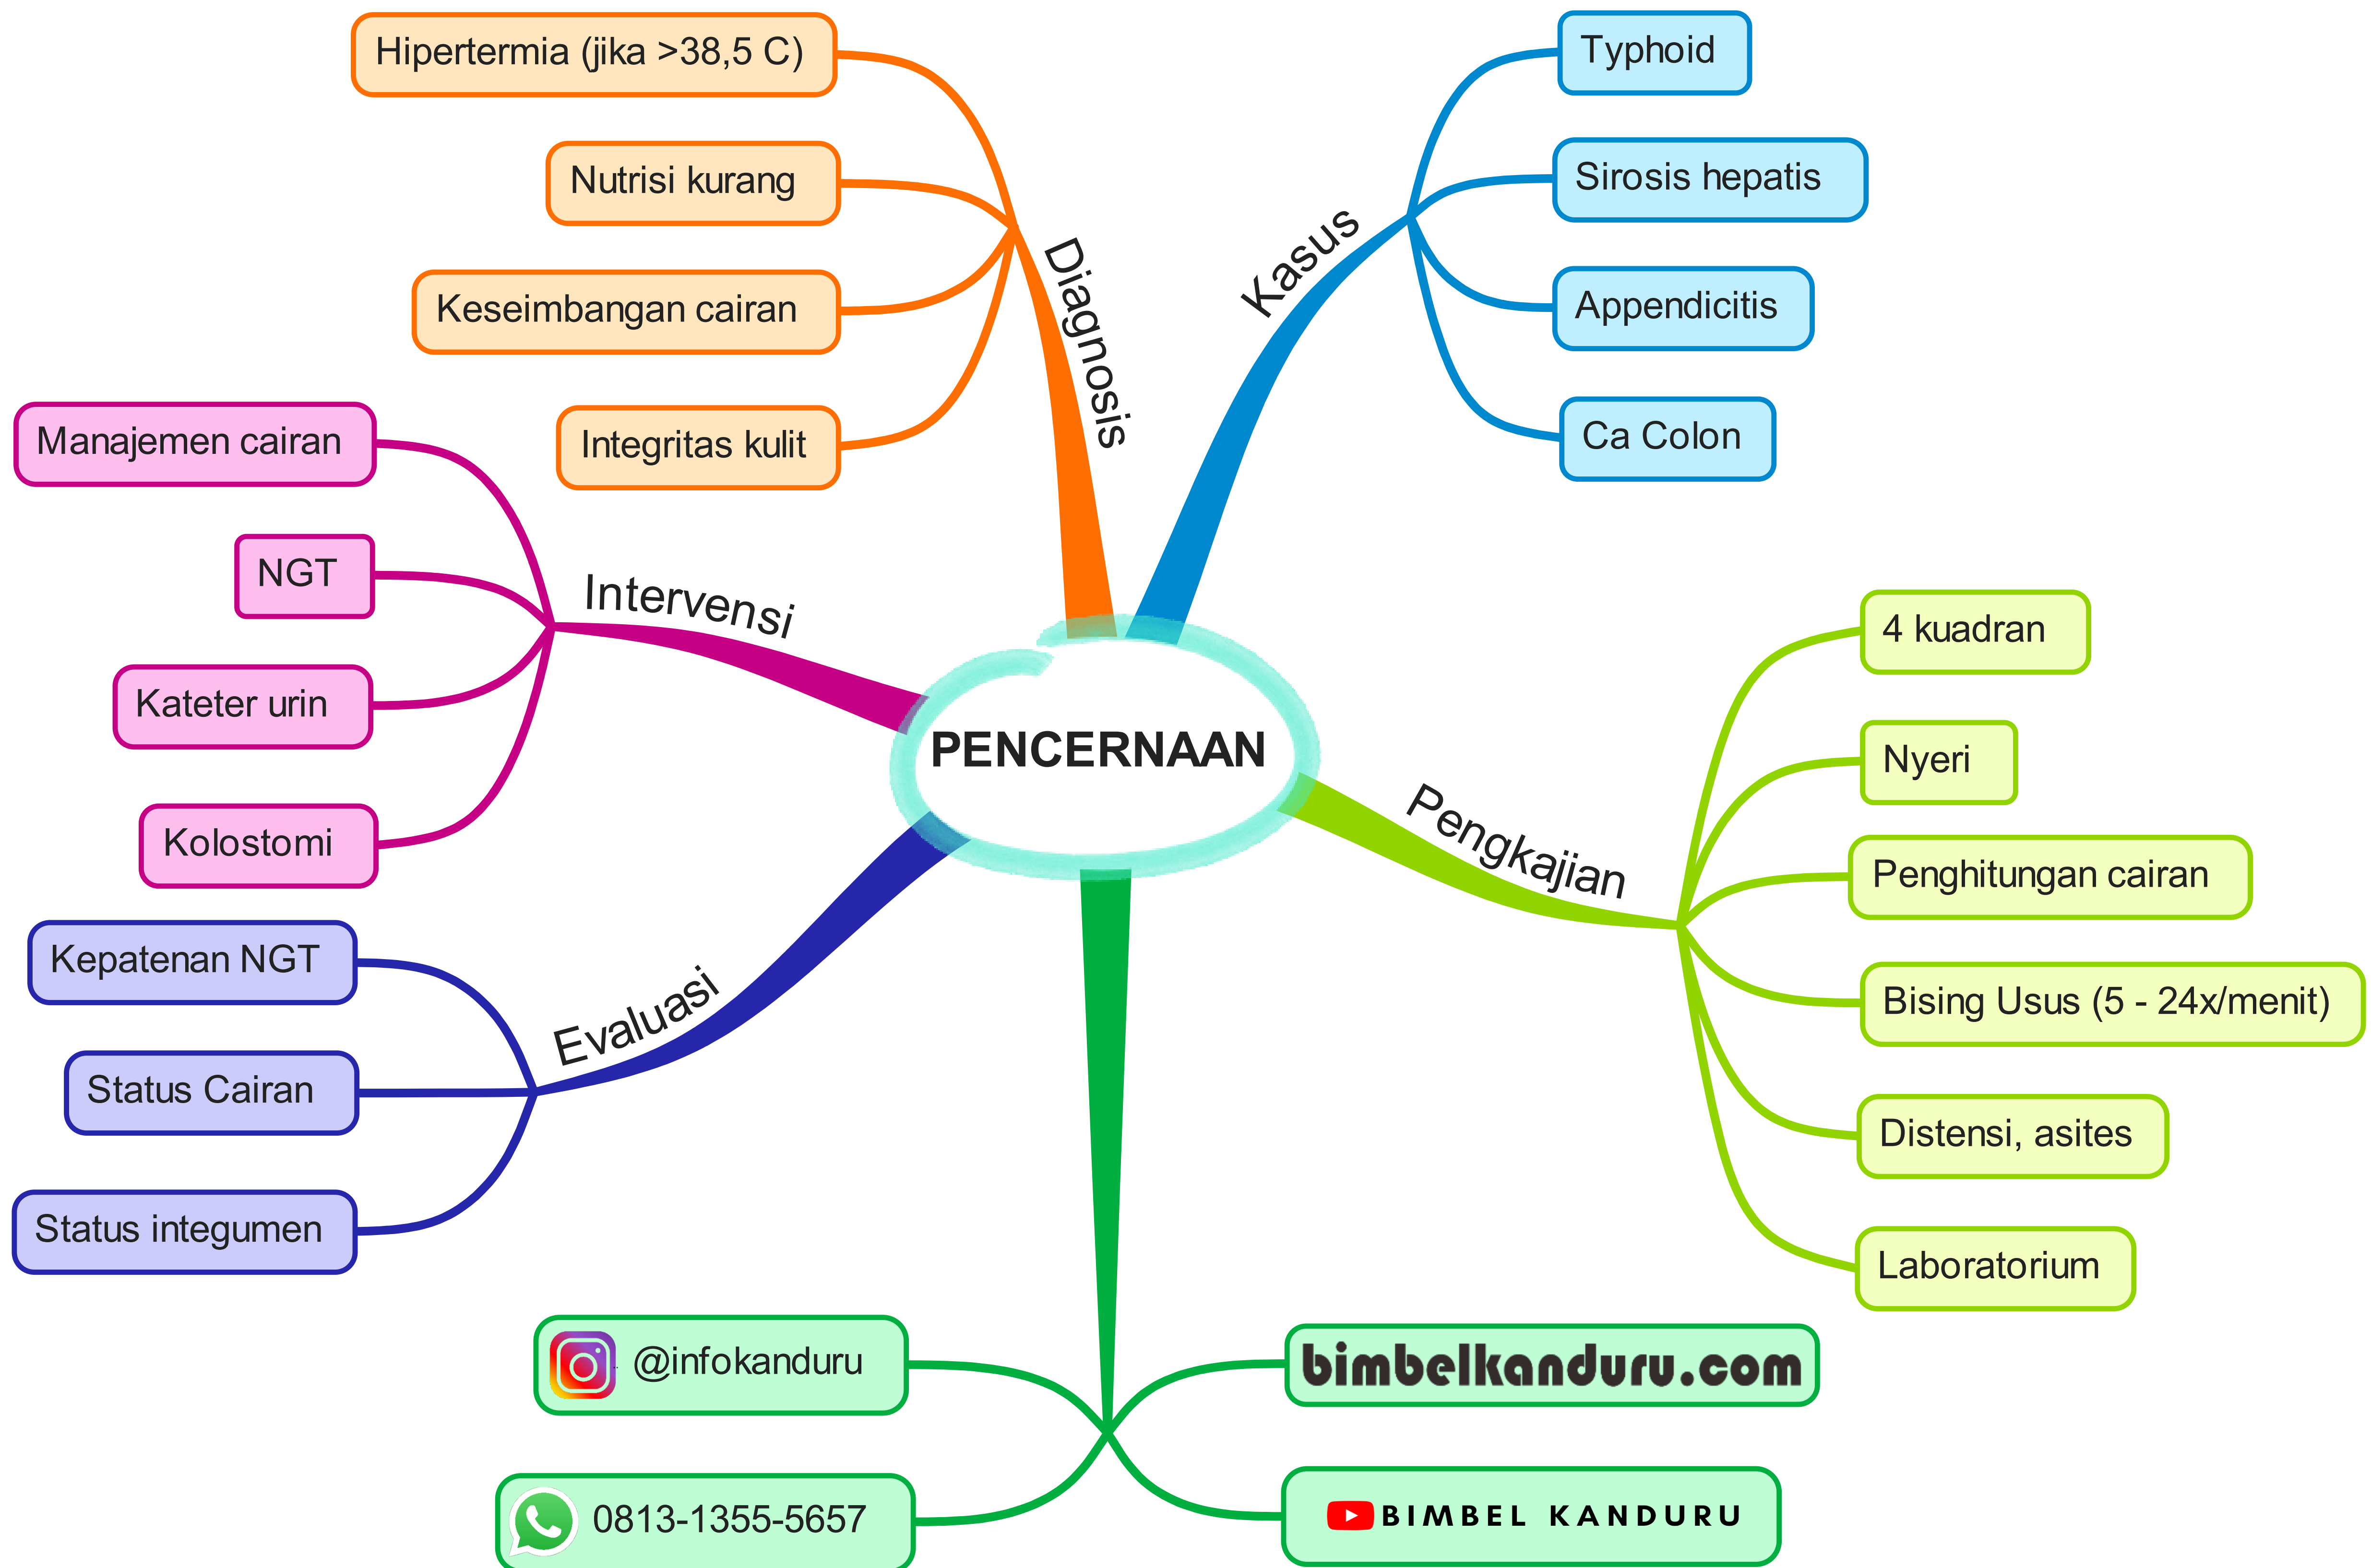 PENCERNAAN
Kasus
Typhoid
Sirosis hepatis
Appendicitis
Ca Colon
Pengkajian
4 kuadran
Nyeri
Penghitungan cairan
Bising Usus (5 - 24x/menit)
Distensi, asites
Laboratorium
bimbelkanduru.com
BIMBEL KANDURU
@infokanduru
0813-1355-5657
Evaluasi
Kepatenan NGT
Status Cairan
Status integumen
Intervensi
Manajemen cairan
NGT
Kateter urin
Kolostomi
Diagnosis
Hipertermia (jika >38,5 C)
Nutrisi kurang
Keseimbangan cairan
Integritas kulit